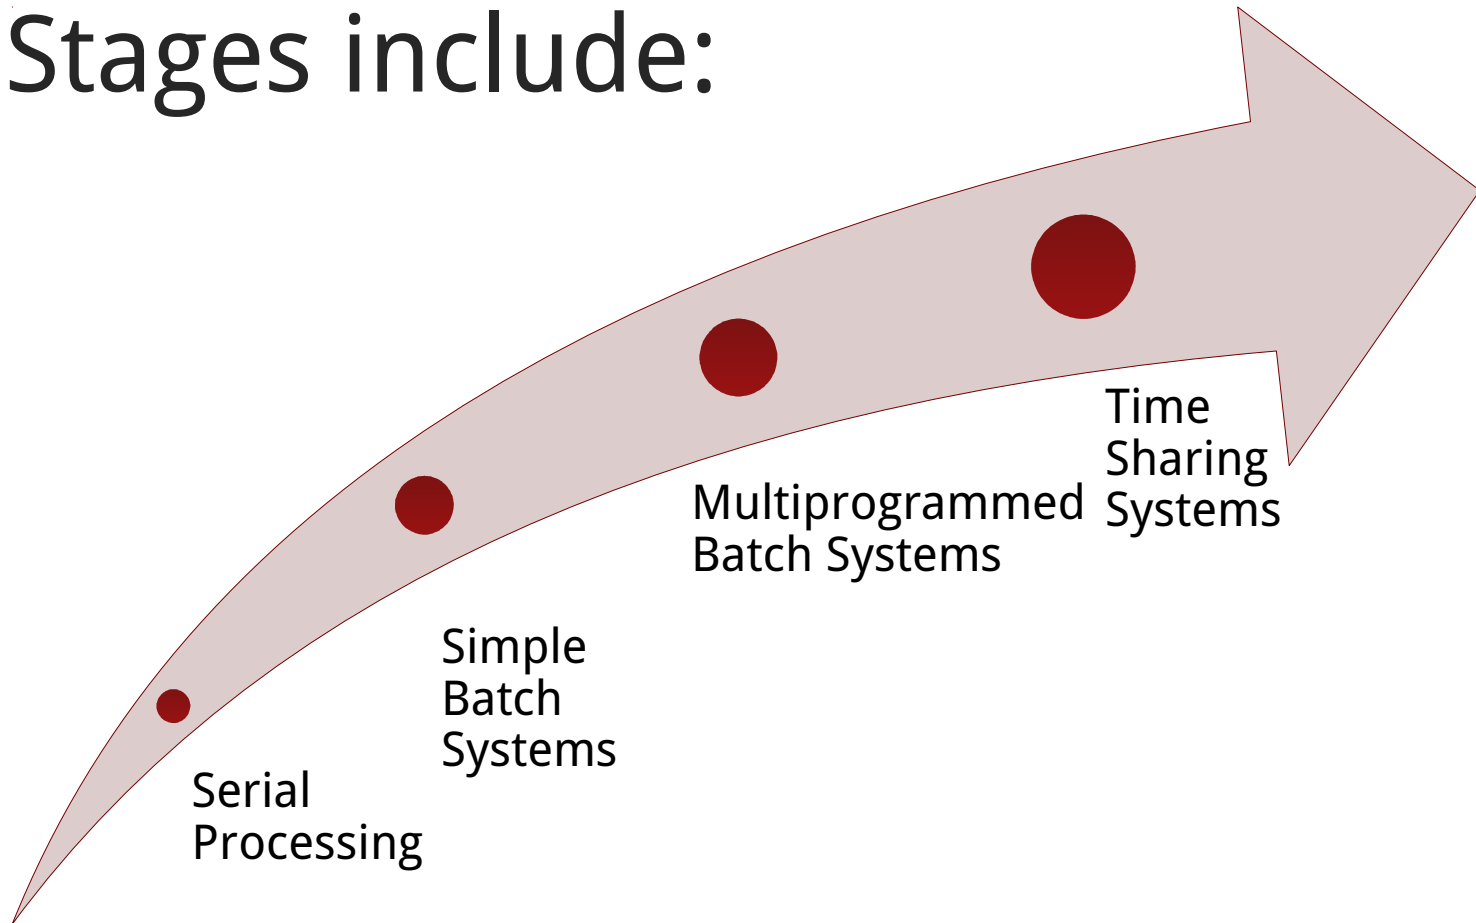 Stages include:
Serial
Processing
Simple
Batch
Systems
Multiprogrammed
Batch Systems
Time
Sharing
Systems